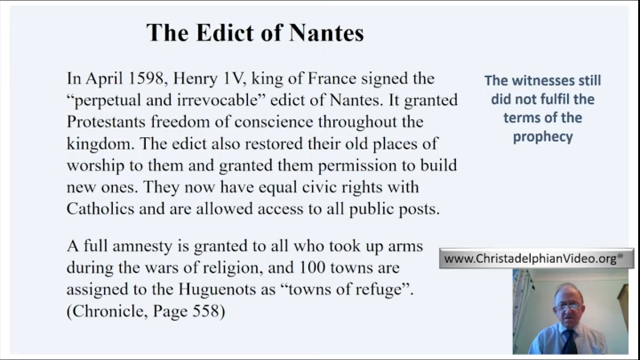 The Edict of Nantes
In April 1598, Henry 1V, king of France signed the
“perpetual and irrevocable” edict of Nantes. It granted
Protestants freedom of conscience throughout the
kingdom. The edict also restored their old places of
worship to them and granted them permission to build
new ones. They now have equal civic rights with
Catholics and are allowed access to all public posts.
A full amnesty is granted to all who took up arms
during the wars of religion, and 100 towns are
assigned to the Huguenots as “towns of refuge”.
(Chronicle, Page 558)
The witnesses still
did not fulfil the
terms of the
prophecy
www.ChristadelphianVideo.org®